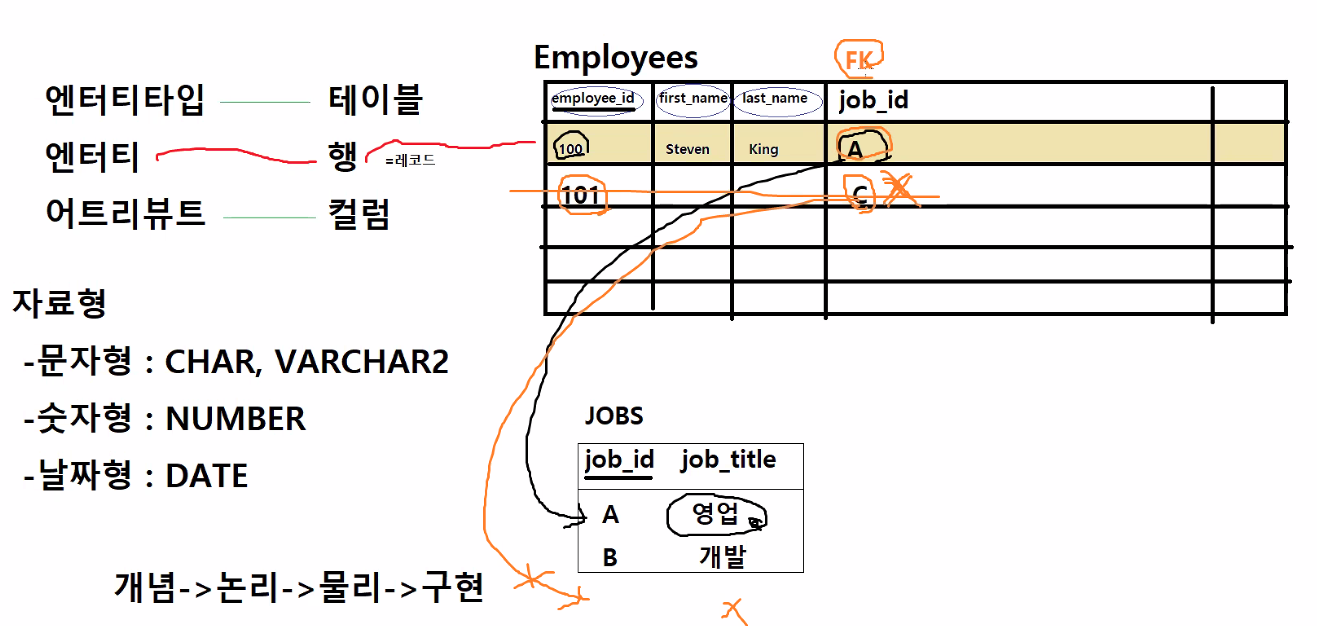 엔터티타입 테이블
엔터티 행 =레코드
어트리뷰트 컬럼
자료형
-문자형 : CHAR, VARCHAR2
-숫자형 : NUMBER
-날짜형 : DATE
개념->논리->물리->구현
Employees
FK
employee_id first_name last_name job_id
100 Steven King A
101 C
JOBS
job_id job_title
A 영업
B 개발